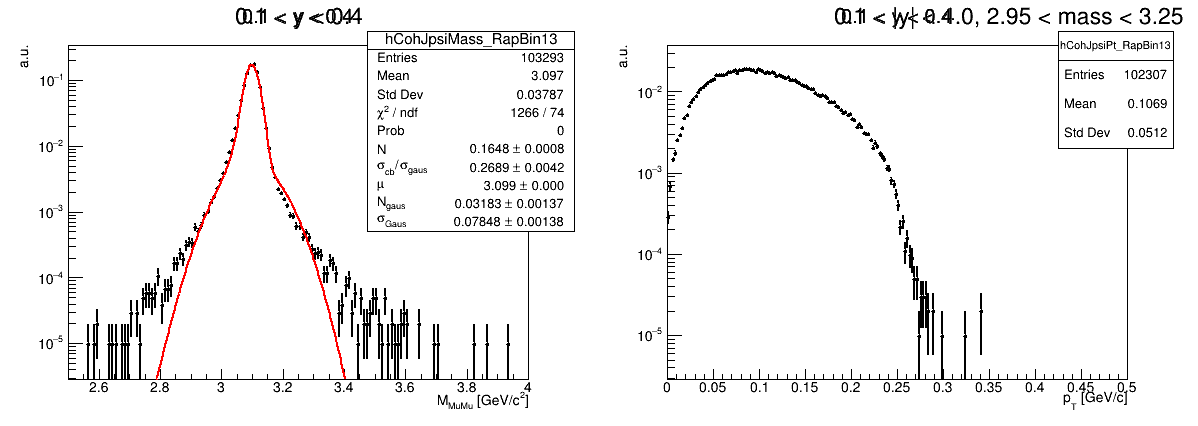 a.u.
hCohJpsiMass_RapBin13
Entries 103293
Mean 3.097
Std Dev 0.03787
χ² / ndf 1266 / 74
Prob 0
N 0.1648 ± 0.0008
σcb/σgaus 0.2689 ± 0.0042
μ 3.099 ± 0.000
Ngaus 0.03183 ± 0.00137
σGaus 0.07848 ± 0.00138
10⁻¹
10⁻²
10⁻³
10⁻⁴
10⁻⁵
2.6 2.8 3 3.2 3.4 3.6 3.8 4
MMuMu [GeV/c²]
4.0, 2.95 < mass < 3.25
a.u.
hCohJpsiPt_RapBin13
Entries 102307
Mean 0.1069
Std Dev 0.0512
10⁻²
10⁻³
10⁻⁴
10⁻⁵
0 0.05 0.1 0.15 0.2 0.25 0.3 0.35 0.4 0.45 0.5
pT [GeV/c]